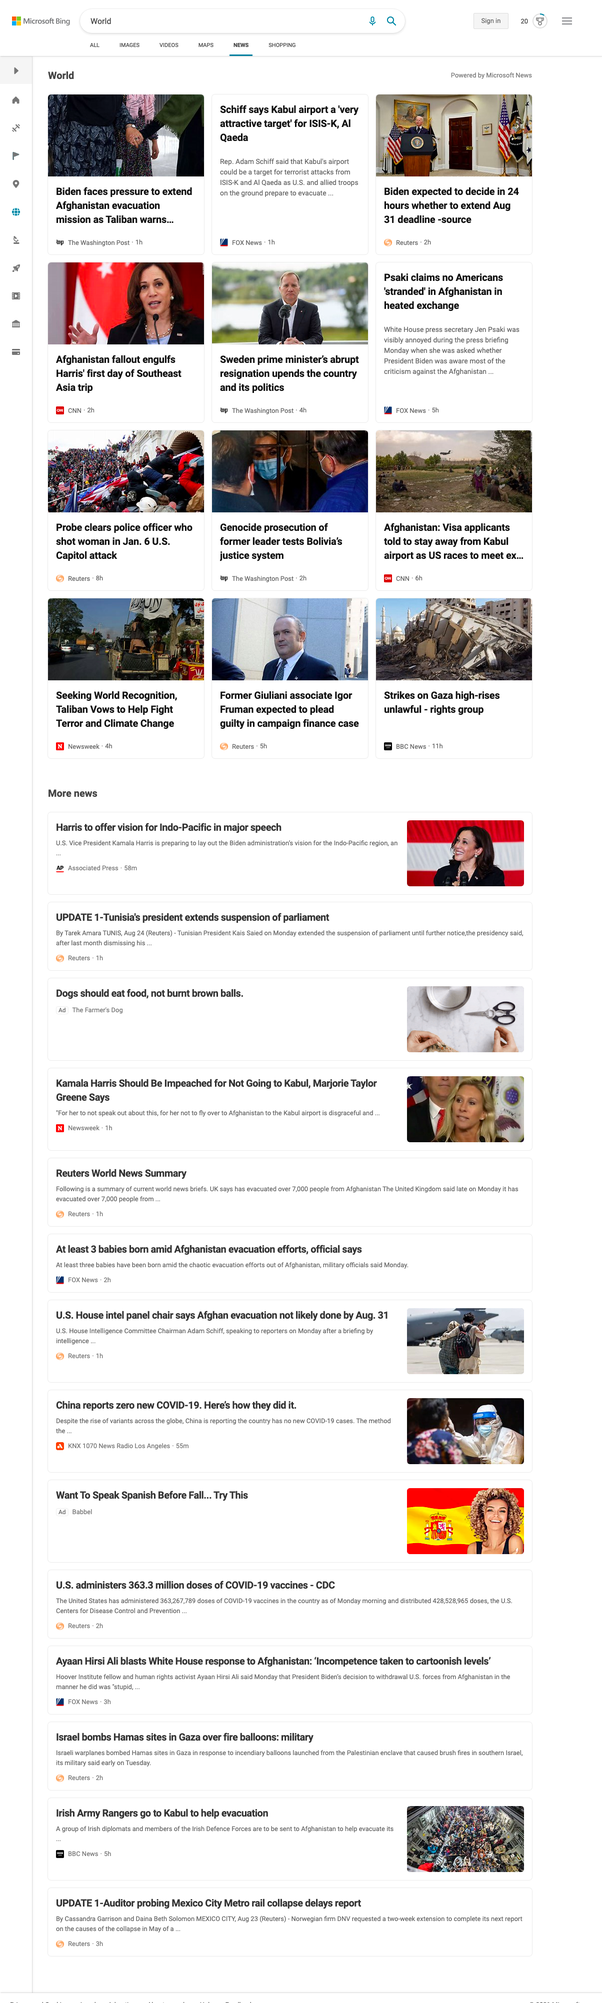 Microsoft Bing
World
Sign in
20
ALL
IMAGES
VIDEOS
MAPS
NEWS
SHOPPING
World
Powered by Microsoft News
Biden faces pressure to extend
Afghanistan evacuation
mission as Taliban warns...
wp The Washington Post · 1h
Schiff says Kabul airport a 'very
attractive target' for ISIS-K, Al
Qaeda
Rep. Adam Schiff said that Kabul's airport
could be a target for terrorist attacks from
ISIS-K and Al Qaeda as U.S. and allied troops
on the ground prepare to evacuate ...
FOX News · 1h
Biden expected to decide in 24
hours whether to extend Aug
31 deadline -source
Reuters · 2h
Afghanistan fallout engulfs
Harris' first day of Southeast
Asia trip
CNN · 2h
Sweden prime minister's abrupt
resignation upends the country
and its politics
wp The Washington Post · 4h
Psaki claims no Americans
'stranded' in Afghanistan in
heated exchange
White House press secretary Jen Psaki was
visibly annoyed during the press briefing
Monday when she was asked whether
President Biden was aware most of the
criticism against the Afghanistan ...
FOX News · 5h
Probe clears police officer who
shot woman in Jan. 6 U.S.
Capitol attack
Reuters · 8h
Genocide prosecution of
former leader tests Bolivia's
justice system
wp The Washington Post · 2h
Afghanistan: Visa applicants
told to stay away from Kabul
airport as US races to meet ex...
CNN · 6h
Seeking World Recognition,
Taliban Vows to Help Fight
Terror and Climate Change
N Newsweek · 4h
Former Giuliani associate Igor
Fruman expected to plead
guilty in campaign finance case
Reuters · 5h
Strikes on Gaza high-rises
unlawful - rights group
BBC News · 11h
More news
Harris to offer vision for Indo-Pacific in major speech
U.S. Vice President Kamala Harris is preparing to lay out the Biden administration's vision for the Indo-Pacific region, an
...
AP Associated Press · 58m
UPDATE 1-Tunisia's president extends suspension of parliament
By Tarek Amara TUNIS, Aug 24 (Reuters) - Tunisian President Kais Saied on Monday extended the suspension of parliament until further notice,the presidency said,
after last month dismissing his ...
Reuters · 1h
Dogs should eat food, not burnt brown balls.
Ad The Farmer's Dog
Kamala Harris Should Be Impeached for Not Going to Kabul, Marjorie Taylor
Greene Says
"For her to not speak out about this, for her not to fly over to Afghanistan to the Kabul airport is disgraceful and ...
N Newsweek · 1h
Reuters World News Summary
Following is a summary of current world news briefs. UK says has evacuated over 7,000 people from Afghanistan The United Kingdom said late on Monday it has
evacuated over 7,000 people from ...
Reuters · 1h
At least 3 babies born amid Afghanistan evacuation efforts, official says
At least three babies have been born amid the chaotic evacuation efforts out of Afghanistan, military officials said Monday.
FOX News · 2h
U.S. House intel panel chair says Afghan evacuation not likely done by Aug. 31
U.S. House Intelligence Committee Chairman Adam Schiff, speaking to reporters on Monday after a briefing by
intelligence ...
Reuters · 1h
China reports zero new COVID-19. Here's how they did it.
Despite the rise of variants across the globe, China is reporting the country has no new COVID-19 cases. The method
the ...
KNX 1070 News Radio Los Angeles · 55m
Want To Speak Spanish Before Fall... Try This
Ad Babbel
U.S. administers 363.3 million doses of COVID-19 vaccines - CDC
The United States has administered 363,267,789 doses of COVID-19 vaccines in the country as of Monday morning and distributed 428,528,965 doses, the U.S.
Centers for Disease Control and Prevention ...
Reuters · 2h
Ayaan Hirsi Ali blasts White House response to Afghanistan: 'Incompetence taken to cartoonish levels'
Hoover Institute fellow and human rights activist Ayaan Hirsi Ali said Monday that President Biden's decision to withdrawal U.S. forces from Afghanistan in the
manner he did was "stupid, ...
FOX News · 3h
Israel bombs Hamas sites in Gaza over fire balloons: military
Israeli warplanes bombed Hamas sites in Gaza in response to incendiary balloons launched from the Palestinian enclave that caused brush fires in southern Israel,
its military said early on Tuesday.
Reuters · 2h
Irish Army Rangers go to Kabul to help evacuation
A group of Irish diplomats and members of the Irish Defence Forces are to be sent to Afghanistan to help evacuate its
...
BBC News · 5h
UPDATE 1-Auditor probing Mexico City Metro rail collapse delays report
By Cassandra Garrison and Daina Beth Solomon MEXICO CITY, Aug 23 (Reuters) - Norwegian firm DNV requested a two-week extension to complete its next report
on the causes of the collapse in May of a ...
Reuters · 3h